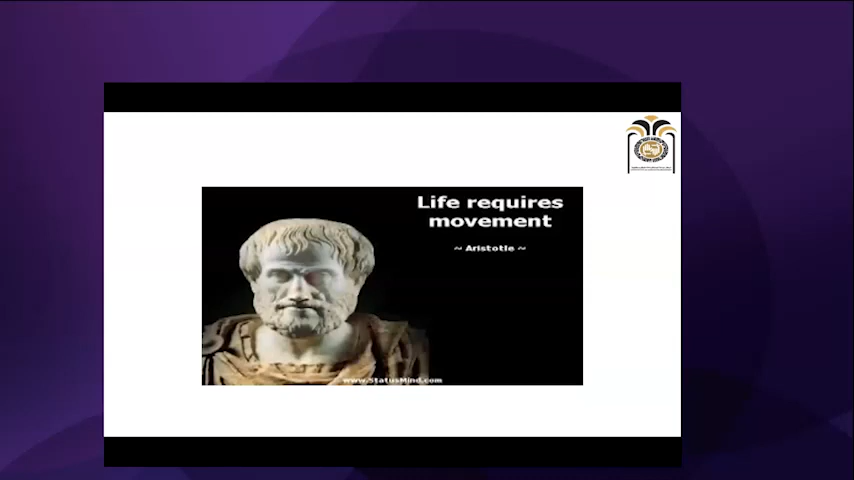 Life requires
movement
~ Aristotle ~
www.StatusMind.com